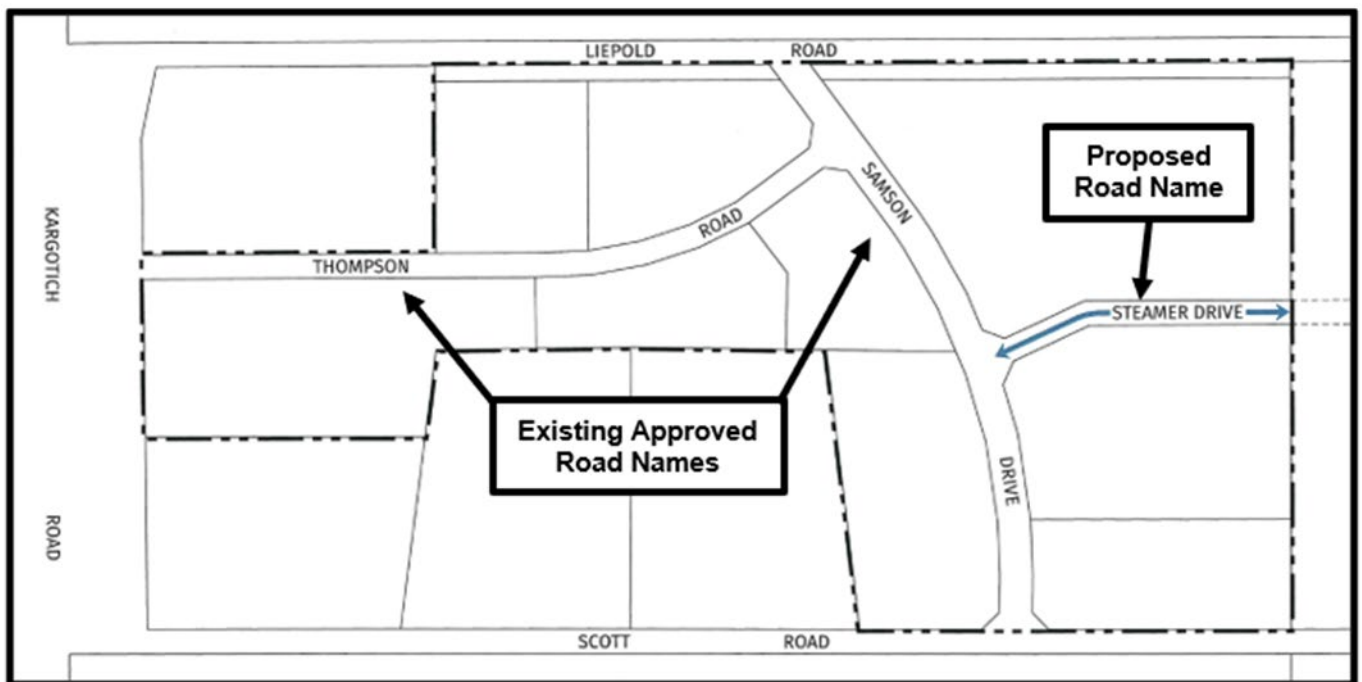 LIEPOLD ROAD
Proposed
Road Name
SAMSON
KARGOTICH
ROAD
THOMPSON
STEAMER DRIVE
Existing Approved
Road Names
DRIVE
ROAD
SCOTT ROAD